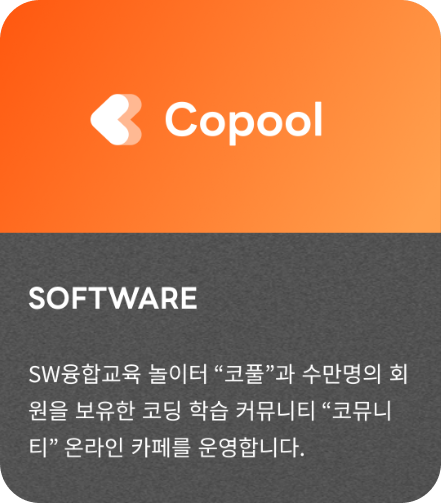 Copool
SOFTWARE
SW융합교육 놀이터 “코풀”과 수만명의 회
원을 보유한 코딩 학습 커뮤니티 “코뮤니
티” 온라인 카페를 운영합니다.